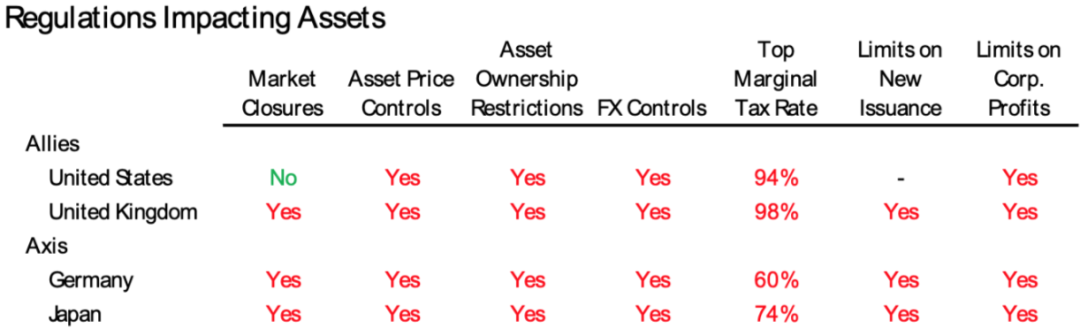 Regulations Impacting Assets
Asset Top Limits on Limits on
Market Asset Price Ownership Marginal New Corp.
Closures Controls Restrictions FX Controls Tax Rate Issuance Profits
Allies
United States No Yes Yes Yes 94% - Yes
United Kingdom Yes Yes Yes Yes 98% Yes Yes
Axis
Germany Yes Yes Yes Yes 60% Yes Yes
Japan Yes Yes Yes Yes 74% Yes Yes